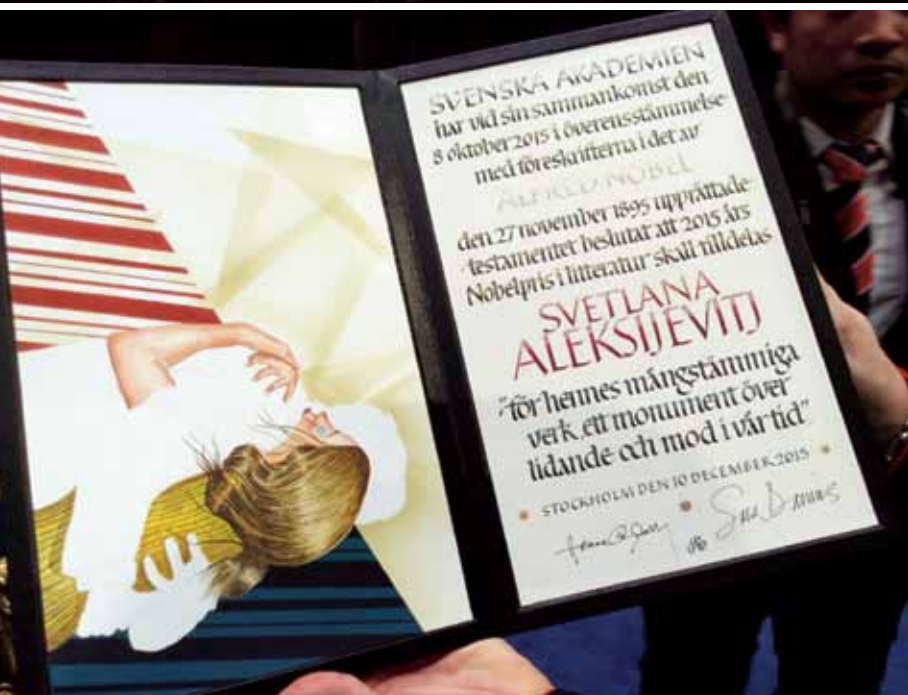 SVENSKA AKADEMIEN
har vid sin sammankomst den
8 oktober 2015 i överensstämmelse
med föreskrifterna i det av
ALFRED NOBEL
den 27 november 1895 upprättade
testamentet beslutat att 2015 års
Nobelpris i litteratur skall tilldelas
SVETLANA
ALEKSIJEVITJ
"för hennes mångstämmiga
verk, ett monument över
lidande och mod i vår tid"
STOCKHOLM DEN 10 DECEMBER 2015